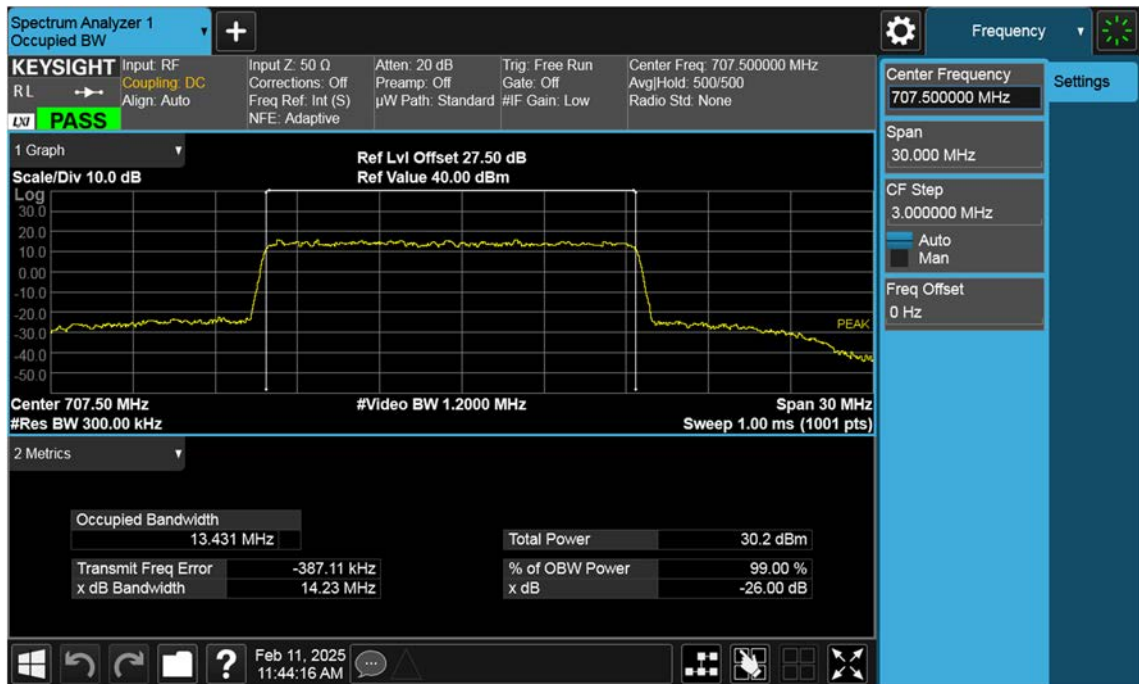 Spectrum Analyzer 1
Occupied BW
+
Frequency
KEYSIGHT
R L
LXI PASS
Input: RF
Coupling: DC
Align: Auto
Input Z: 50 Ω
Corrections: Off
Freq Ref: Int (S)
NFE: Adaptive
Atten: 20 dB
Preamp: Off
µW Path: Standard
Trig: Free Run
Gate: Off
#IF Gain: Low
Center Freq: 707.500000 MHz
Avg|Hold: 500/500
Radio Std: None
Center Frequency
707.500000 MHz
Settings
Span
30.000 MHz
CF Step
3.000000 MHz
Auto
Man
Freq Offset
0 Hz
1 Graph
Scale/Div 10.0 dB
Ref Lvl Offset 27.50 dB
Ref Value 40.00 dBm
Log
30.0
20.0
10.0
0.00
-10.0
-20.0
-30.0
-40.0
-50.0
PEAK
Center 707.50 MHz
#Video BW 1.2000 MHz
Span 30 MHz
#Res BW 300.00 kHz
Sweep 1.00 ms (1001 pts)
2 Metrics
Occupied Bandwidth
13.431 MHz
Total Power 30.2 dBm
Transmit Freq Error -387.11 kHz
% of OBW Power 99.00 %
x dB Bandwidth 14.23 MHz
x dB -26.00 dB
?
Feb 11, 2025
11:44:16 AM